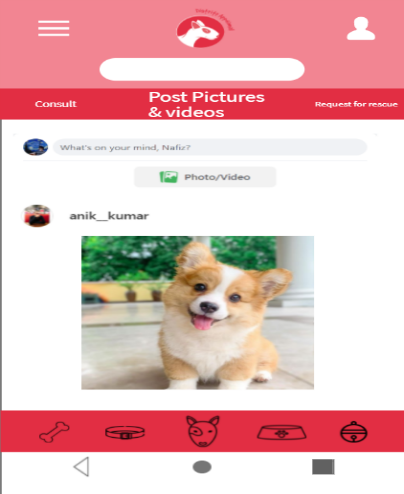 Consult
Post Pictures
& videos
Request for rescue
What's on your mind, Nafiz?
Photo/Video
anik__kumar